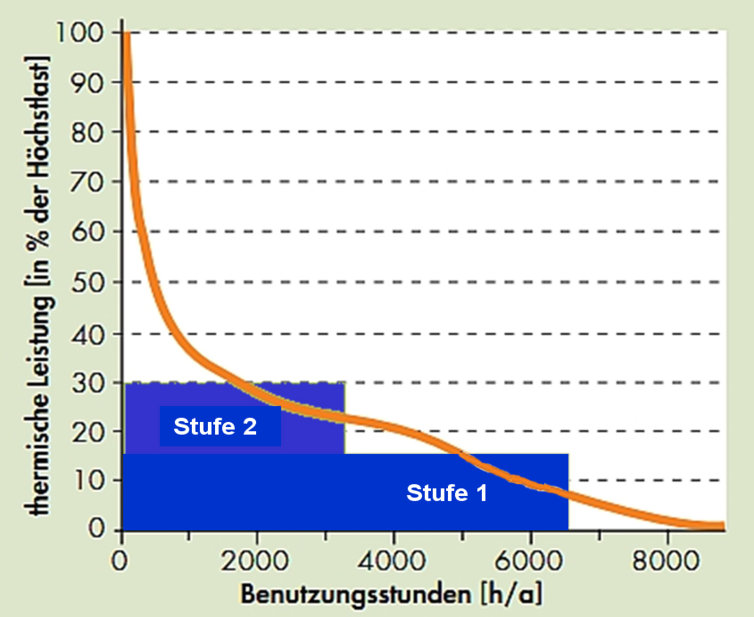 thermische Leistung [in % der Höchstlast]
100
90
80
70
60
50
40
30
20
10
0
Stufe 2
Stufe 1
0 2000 4000 6000 8000
Benutzungsstunden [h/a]